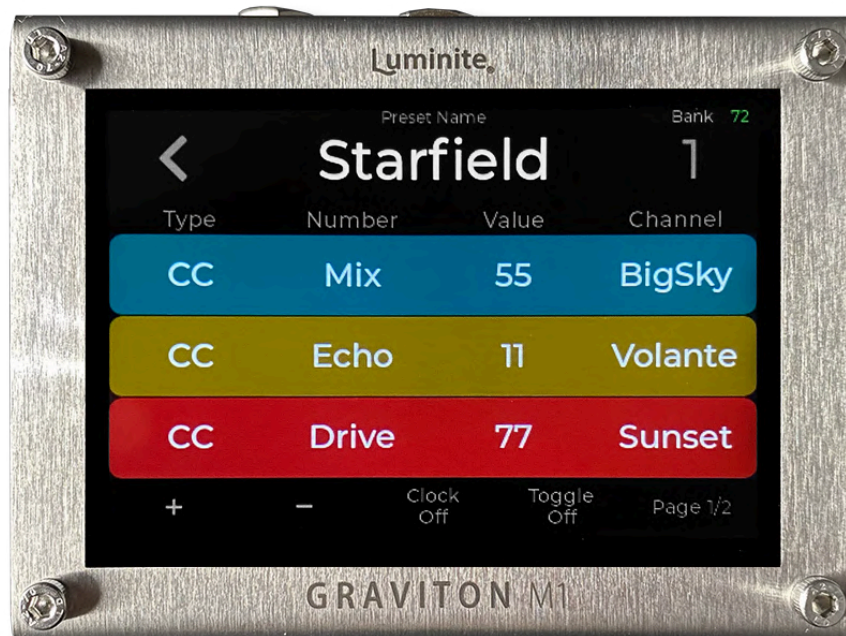 Luminite®
Preset Name
Bank 72
Starfield
1
Type Number Value Channel
CC Mix 55 BigSky
CC Echo 11 Volante
CC Drive 77 Sunset
+ − Clock Off Toggle Off Page 1/2
GRAVITON M1